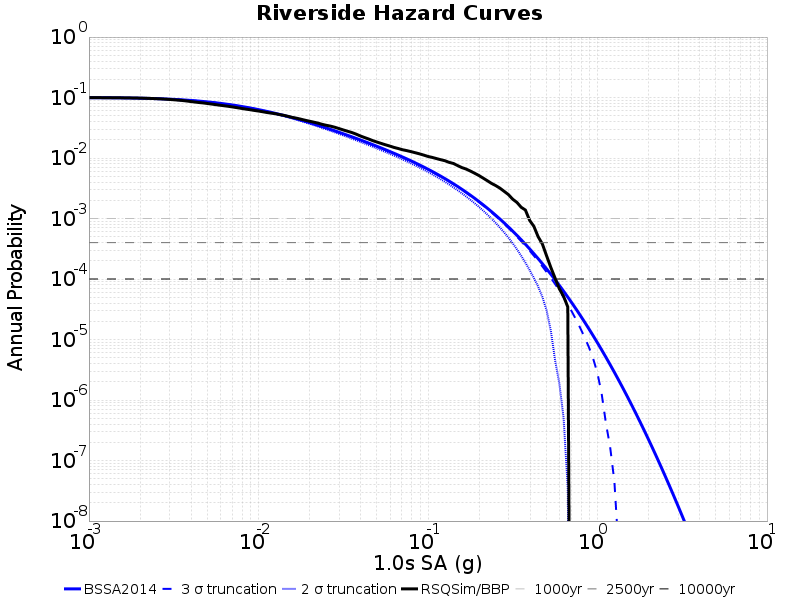 Riverside Hazard Curves
Annual Probability
10^0
10^-1
10^-2
10^-3
10^-4
10^-5
10^-6
10^-7
10^-8
10^-3 10^-2 10^-1 10^0 10^1
1.0s SA (g)
BSSA2014 3 σ truncation 2 σ truncation RSQSim/BBP 1000yr 2500yr 10000yr